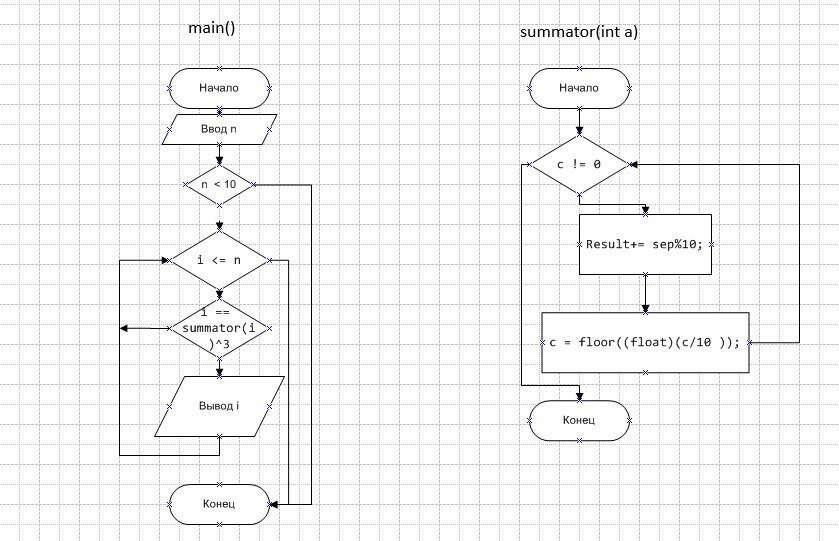 main()
Начало
Ввод n
n < 10
i <= n
i ==
summator(i
)^3
Вывод i
Конец
summator(int a)
Начало
c != 0
Result+= sep%10;
c = floor((float)(c/10 ));
Конец